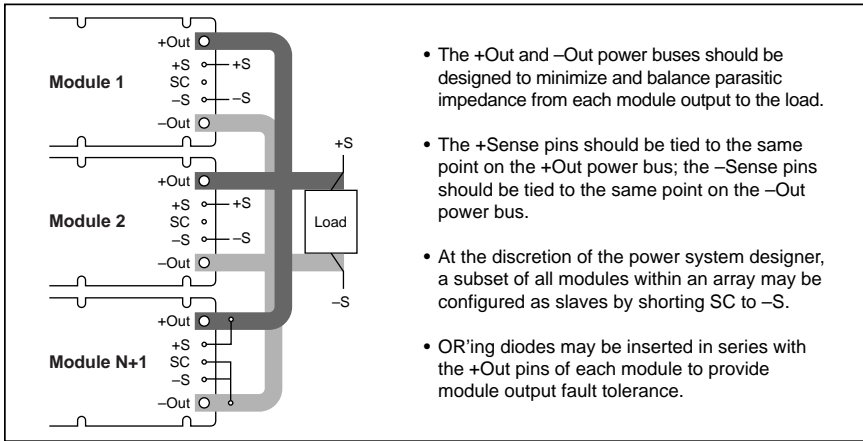 +Out
+S +S
Module 1 SC
–S –S
–Out
+Out
+S +S
Module 2 SC
–S –S
–Out
+Out
+S
Module N+1 SC
–S
–Out
+S
Load
–S
• The +Out and –Out power buses should be
designed to minimize and balance parasitic
impedance from each module output to the load.
• The +Sense pins should be tied to the same
point on the +Out power bus; the –Sense pins
should be tied to the same point on the –Out
power bus.
• At the discretion of the power system designer,
a subset of all modules within an array may be
configured as slaves by shorting SC to –S.
• OR'ing diodes may be inserted in series with
the +Out pins of each module to provide
module output fault tolerance.